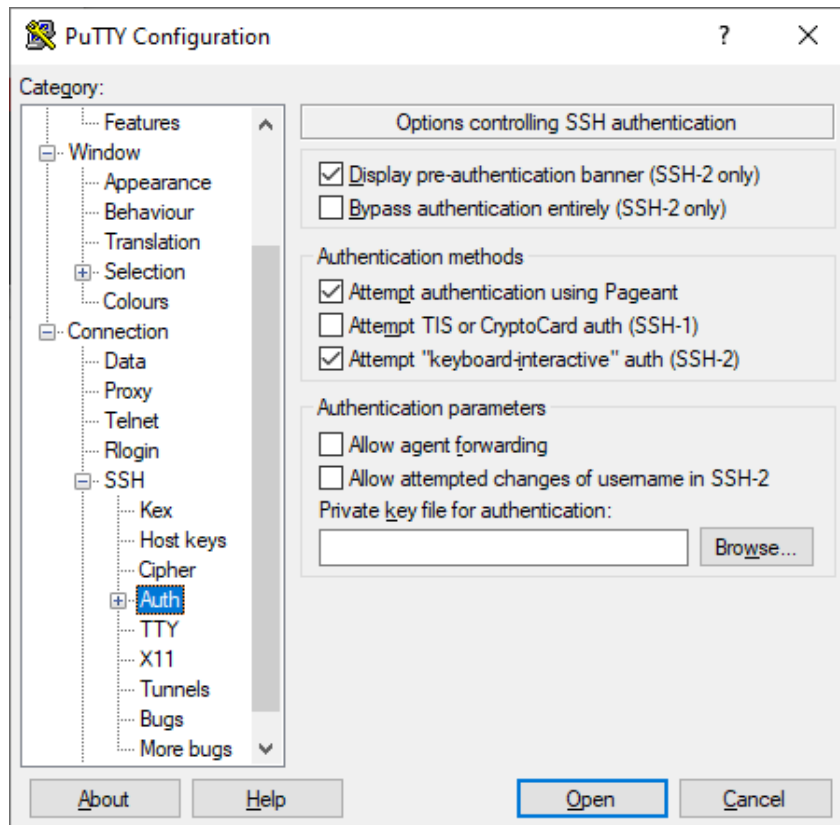 PuTTY Configuration
?
Category:
Features
Window
Appearance
Behaviour
Translation
Selection
Colours
Connection
Data
Proxy
Telnet
Rlogin
SSH
Kex
Host keys
Cipher
Auth
TTY
X11
Tunnels
Bugs
More bugs
Options controlling SSH authentication
Display pre-authentication banner (SSH-2 only)
Bypass authentication entirely (SSH-2 only)
Authentication methods
Attempt authentication using Pageant
Attempt TIS or CryptoCard auth (SSH-1)
Attempt "keyboard-interactive" auth (SSH-2)
Authentication parameters
Allow agent forwarding
Allow attempted changes of username in SSH-2
Private key file for authentication:
Browse...
About
Help
Open
Cancel